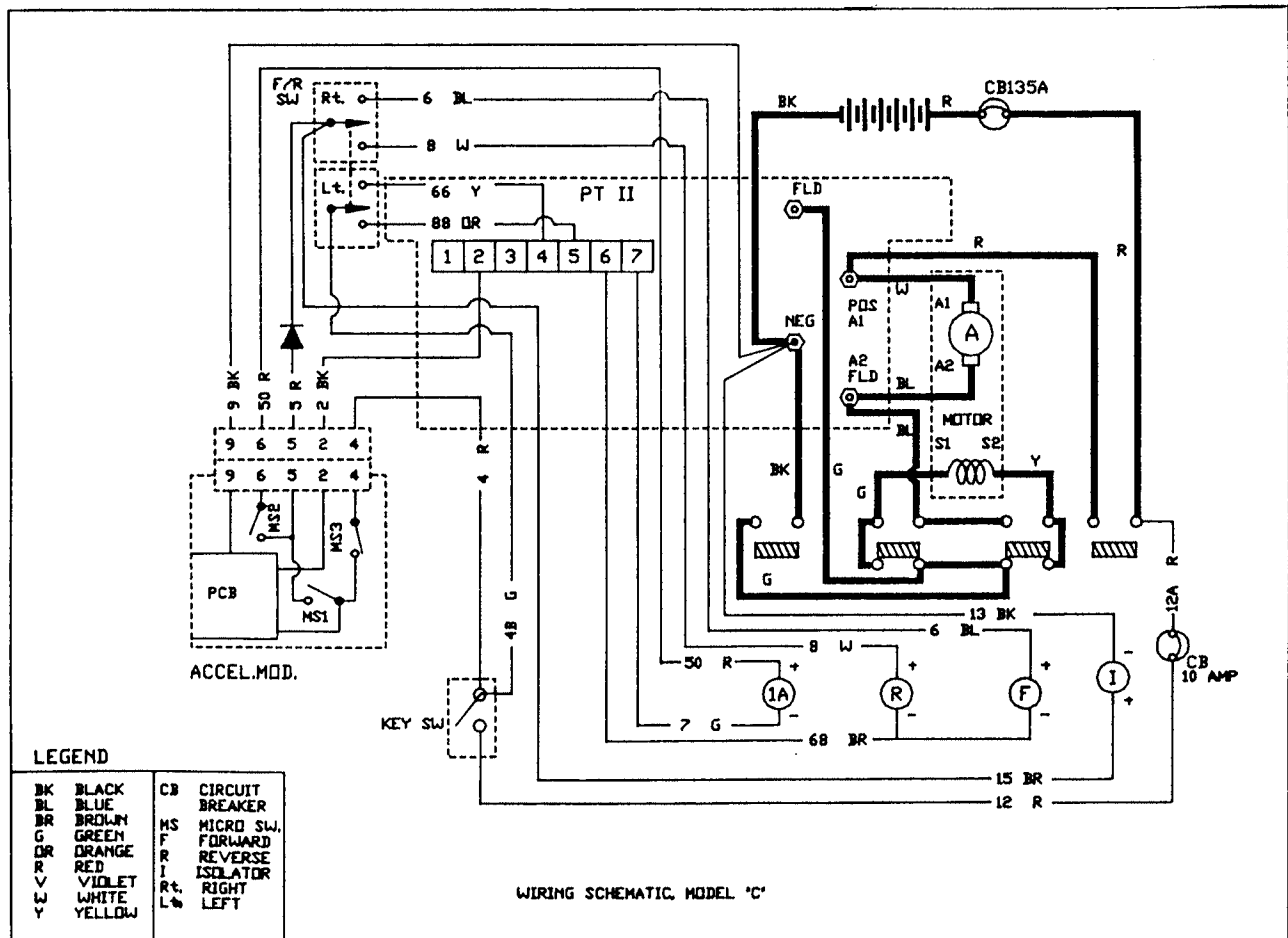 F/R
SW
Rt.
6 BL
8 W
Lt.
66 Y
88 OR
PT II
BK
R
CB135A
FLD
R
R
1 2 3 4 5 6 7
W
POS
A1
A1
A
NEG
A2
FLD
A2
BL
BL
MOTOR
S1 S2
9 BK
50 R
5 R
2 BK
4 R
4B G
BK
G
G
Y
9 6 5 2 4
9 6 5 2 4
MS2
MS3
PCB
MS1
ACCEL.MOD.
G
12A R
13 BK
6 BL
8 W
50 R
+
+
+
-
1A
R
F
I
CB
10 AMP
-
-
-
+
7 G
68 BR
KEY SW
15 BR
12 R
LEGEND
BK BLACK
BL BLUE
BR BROWN
G GREEN
OR ORANGE
R RED
V VIOLET
W WHITE
Y YELLOW
CB CIRCUIT
BREAKER
MS MICRO SW.
F FORWARD
R REVERSE
I ISOLATOR
Rt. RIGHT
Lt. LEFT
WIRING SCHEMATIC, MODEL "C"